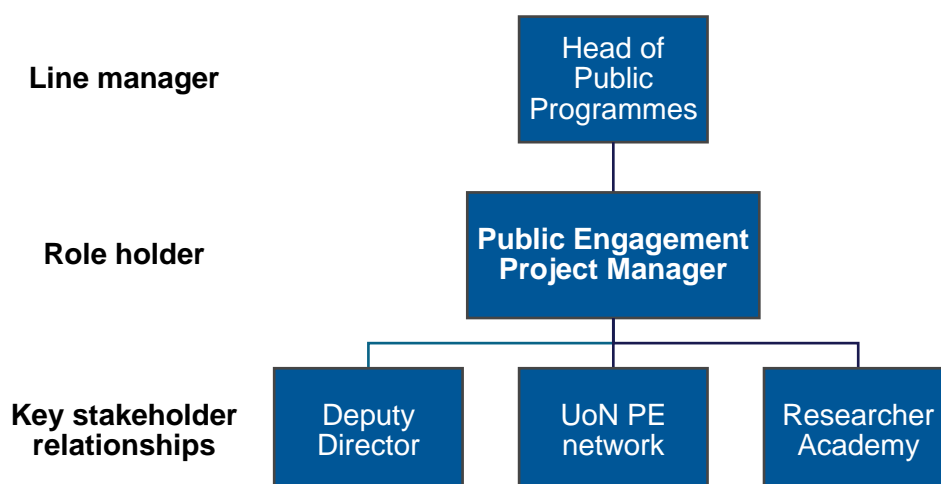 Line manager
Head of
Public
Programmes
Role holder
Public Engagement
Project Manager
Key stakeholder
relationships
Deputy
Director
UoN PE
network
Researcher
Academy